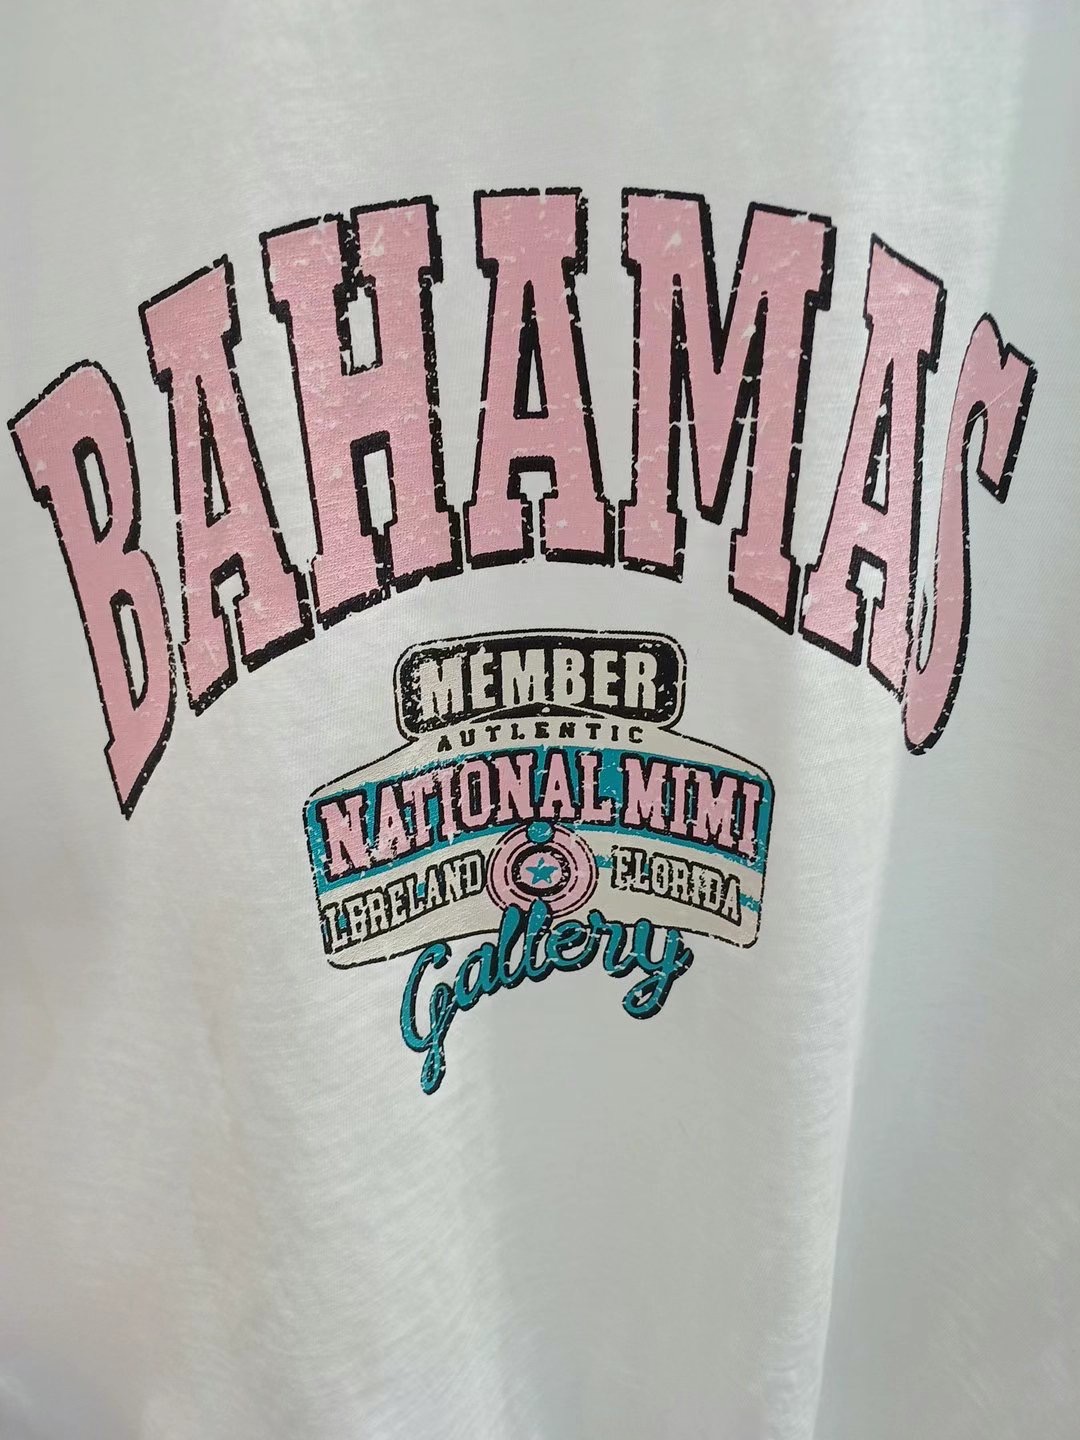 BAHAMAS
MEMBER
AUTLENTIC
NATIONAL MIMI
LERELAND FLORIDA
Gallery